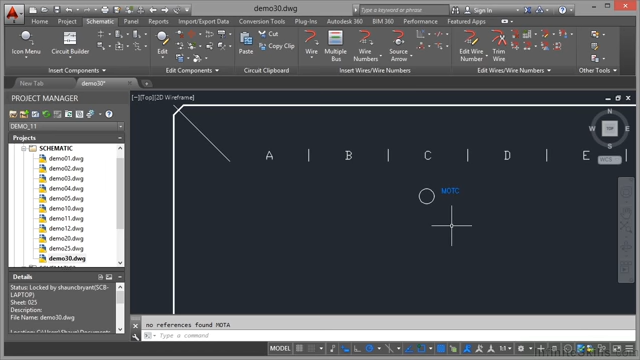 demo30.dwg
Type a keyword or phrase
Sign In
Home Project Schematic Panel Reports Import/Export Data Conversion Tools Plug-Ins Autodesk 360 BIM 360 Featured Apps
Icon Menu Circuit Builder Edit Components Paste Cut Copy Clip Wire Multiple Bus Wire Numbers Source Arrow Edit Wire Number
Insert Components Edit Components Circuit Clipboard Insert Wires/Wire Numbers Edit Wires/Wire Numbers Other Tools
New Tab demo30*
PROJECT MANAGER
[−][Top][2D Wireframe]
DEMO_11
Projects
SCHEMATIC
demo01.dwg
demo02.dwg
demo03.dwg
demo04.dwg
demo05.dwg
demo10.dwg
demo11.dwg
demo12.dwg
demo20.dwg
demo25.dwg
demo30.dwg
A B C D E
MOTC
N
W TOP E
S
WCS
Details
Status: Locked by shauncbryant(SCB-
LAPTOP)
Sheet: 025
Description:
File Name: demo30.dwg
no references found MOTA
Type a command
MODEL